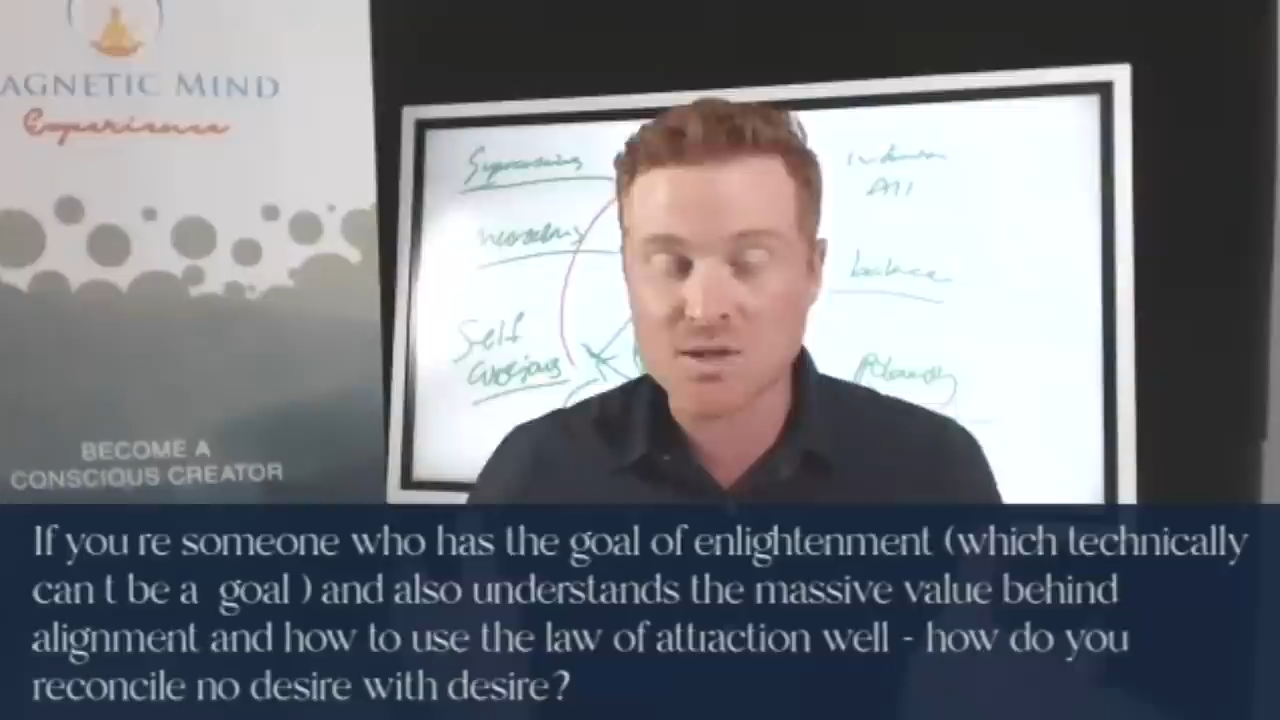 AGNETIC MIND
Experience
BECOME A
CONSCIOUS CREATOR
Self
balance
If you re someone who has the goal of enlightenment (which technically
can t be a goal ) and also understands the massive value behind
alignment and how to use the law of attraction well - how do you
reconcile no desire with desire?